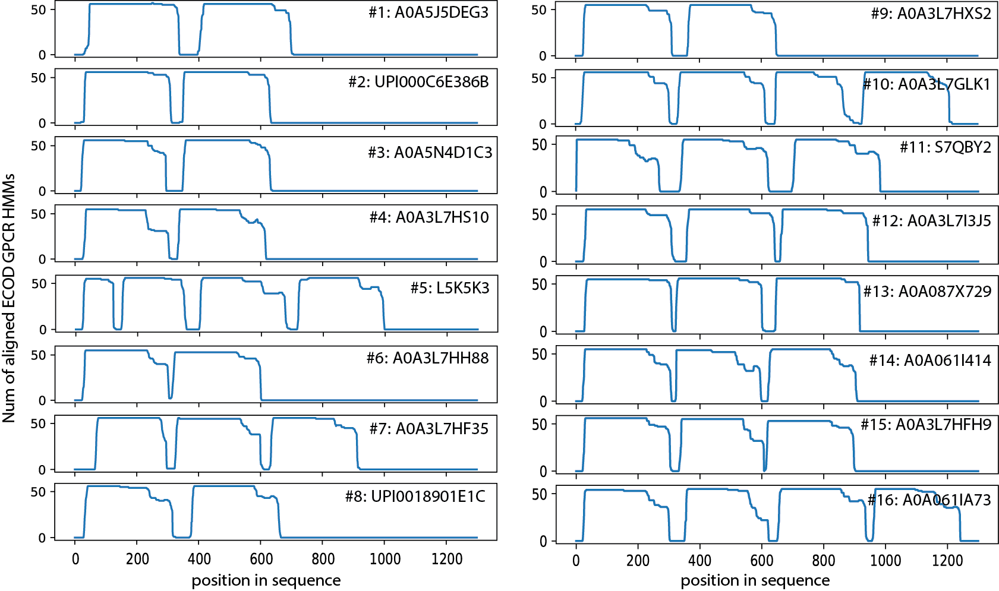 Num of aligned ECOD GPCR HMMs
#1: A0A5J5DEG3
50
0
#2: UPI000C6E386B
50
0
#3: A0A5N4D1C3
50
0
#4: A0A3L7HS10
50
0
#5: L5K5K3
50
0
#6: A0A3L7HH88
50
0
#7: A0A3L7HF35
50
0
#8: UPI0018901E1C
50
0
0 200 400 600 800 1000 1200
position in sequence
#9: A0A3L7HXS2
50
0
#10: A0A3L7GLK1
50
0
#11: S7QBY2
50
0
#12: A0A3L7I3J5
50
0
#13: A0A087X729
50
0
#14: A0A061I414
50
0
#15: A0A3L7HFH9
50
0
#16: A0A061IA73
50
0
0 200 400 600 800 1000 1200
position in sequence